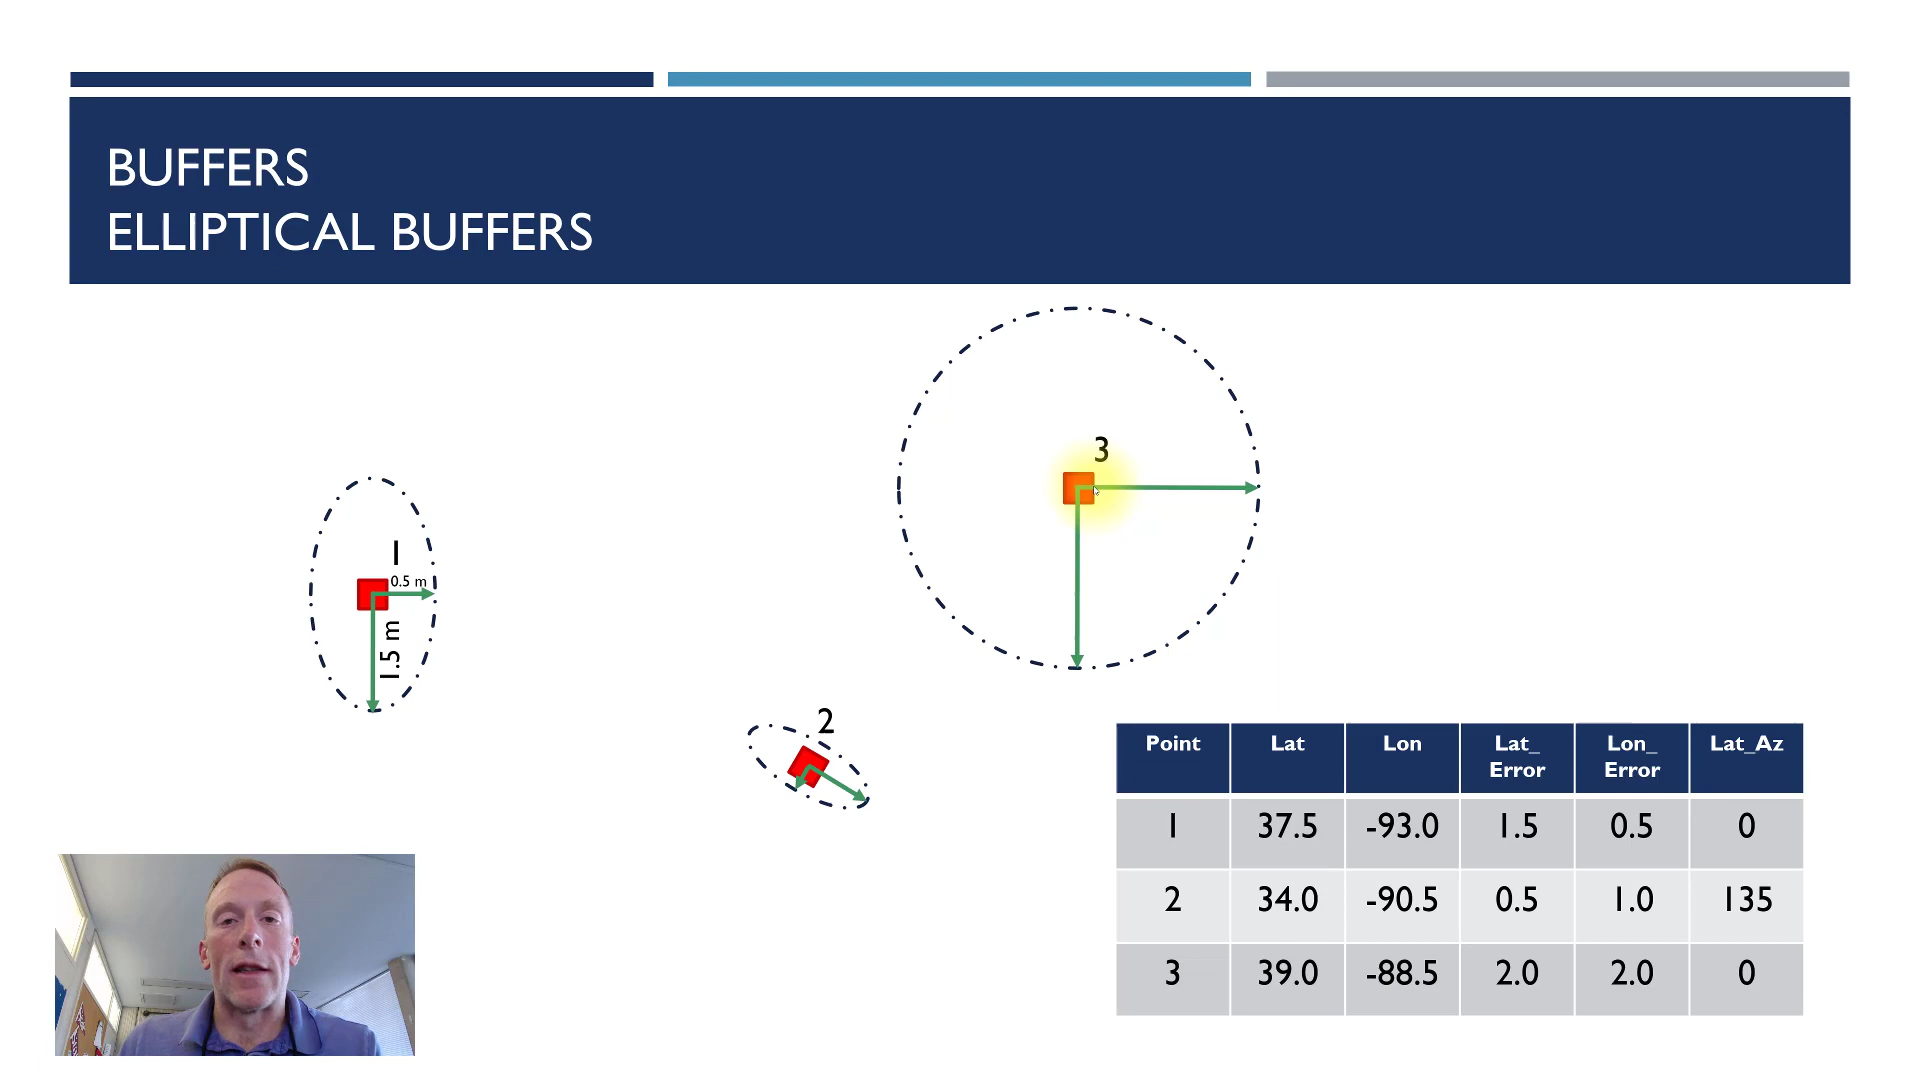 BUFFERS
ELLIPTICAL BUFFERS
3
1
0.5 m
1.5 m
2
Point Lat Lon Lat_ Error Lon_ Error Lat_Az
1 37.5 -93.0 1.5 0.5 0
2 34.0 -90.5 0.5 1.0 135
3 39.0 -88.5 2.0 2.0 0